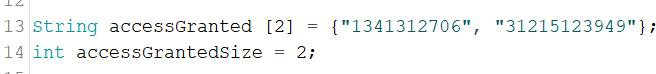 13 String accessGranted [2] = {"1341312706", "31215123949"};
14 int accessGrantedSize = 2;